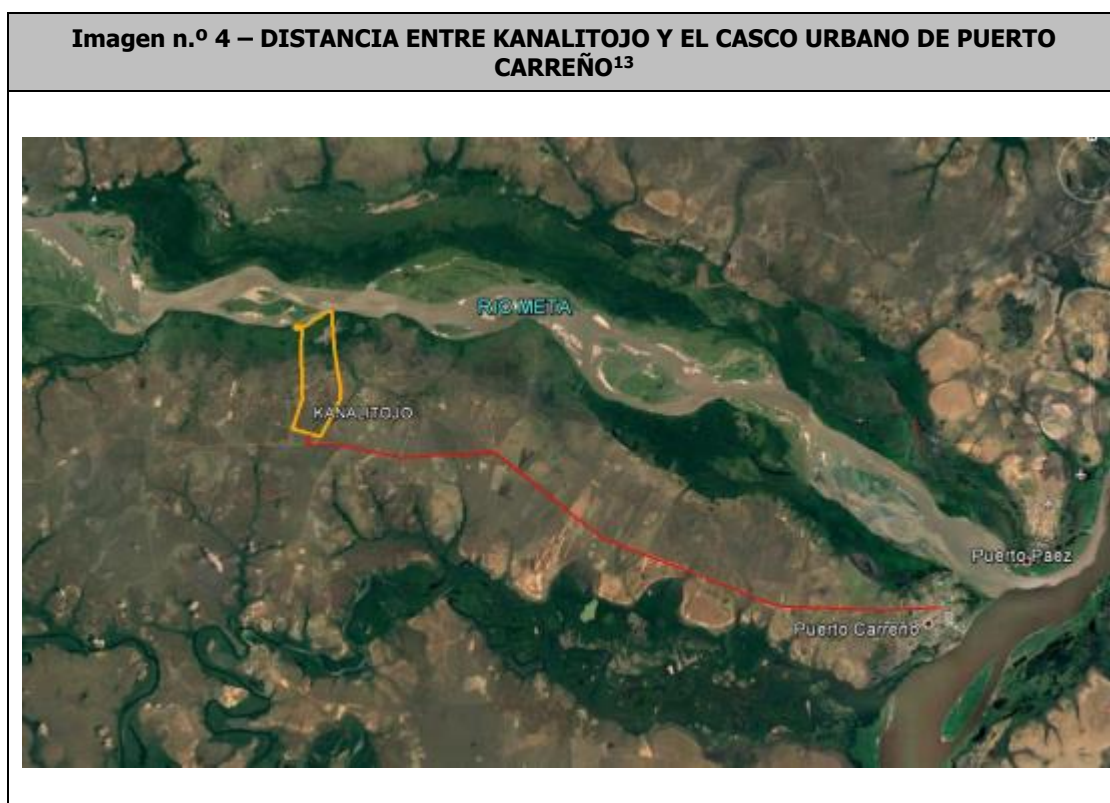 Imagen n.º 4 – DISTANCIA ENTRE KANALITOJO Y EL CASCO URBANO DE PUERTO
CARREÑO13
RIO META
KANALITOJO
Puerto Paez
Puerto Carreño